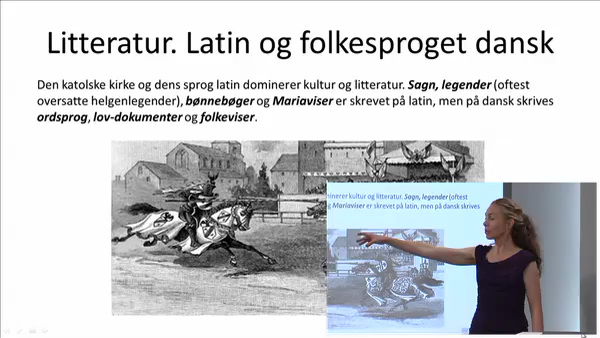 Litteratur. Latin og folkesproget dansk
Den katolske kirke og dens sprog latin dominerer kultur og litteratur. Sagn, legender (oftest
oversatte helgenlegender), bønnebøger og Mariaviser er skrevet på latin, men på dansk skrives
ordsprog, lov-dokumenter og folkeviser.
minerer kultur og litteratur. Sagn, legender (oftest
g Mariaviser er skrevet på latin, men på dansk skrives